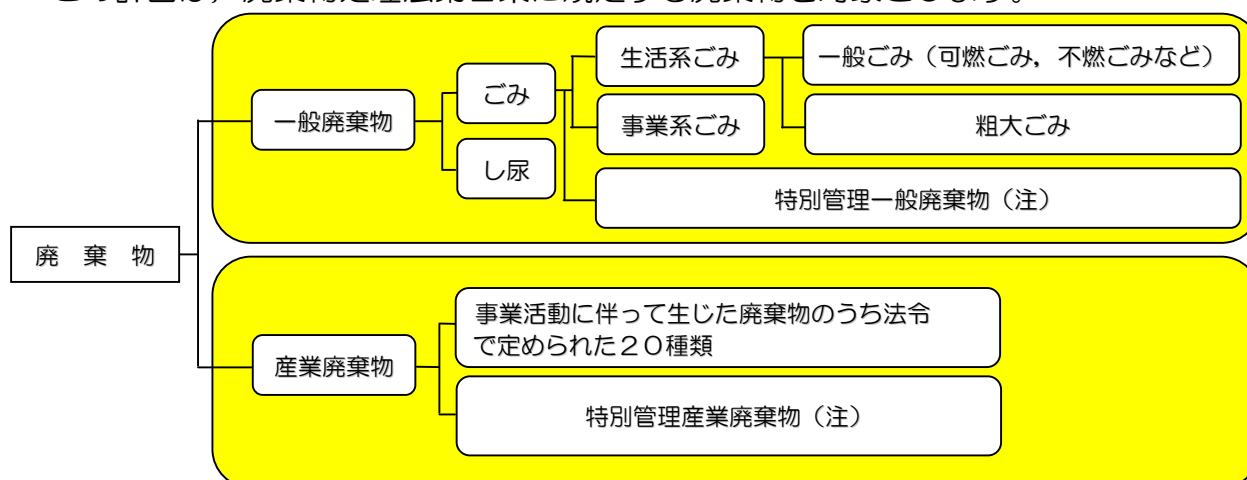 生活系ごみ
一般ごみ（可燃ごみ，不燃ごみなど）
ごみ
一般廃棄物
事業系ごみ
粗大ごみ
し尿
特別管理一般廃棄物（注）
廃　棄　物
事業活動に伴って生じた廃棄物のうち法令
で定められた２０種類
産業廃棄物
特別管理産業廃棄物（注）